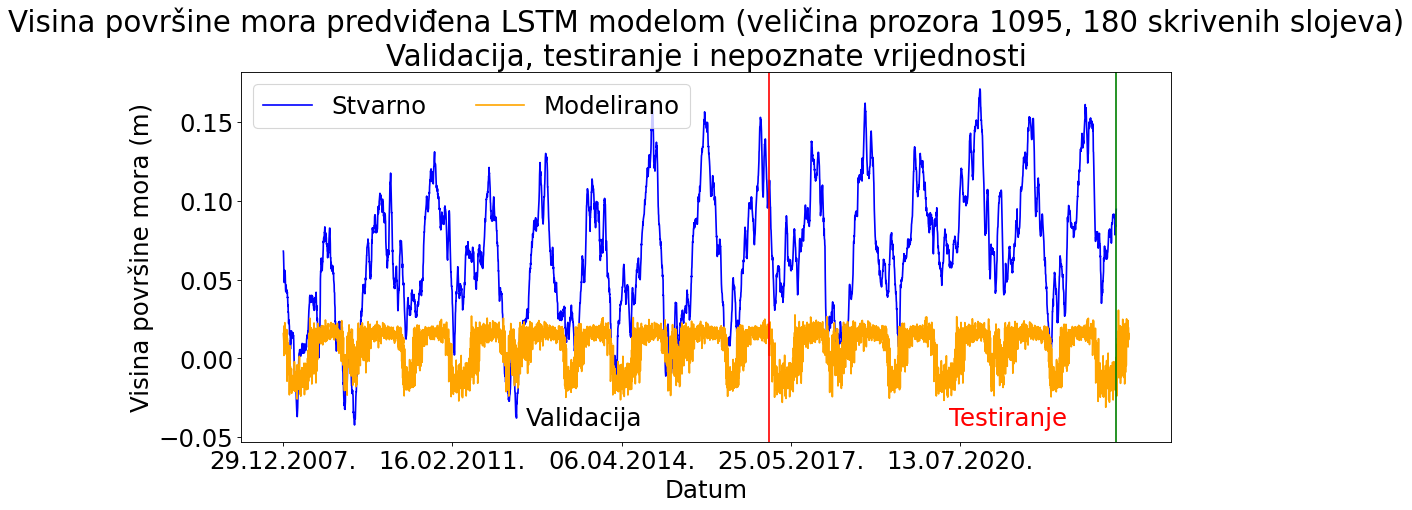 Visina površine mora predviđena LSTM modelom (veličina prozora 1095, 180 skrivenih slojeva)
Validacija, testiranje i nepoznate vrijednosti
Stvarno
Modelirano
Visina površine mora (m)
0.15
0.10
0.05
0.00
−0.05
Validacija
Testiranje
29.12.2007.
16.02.2011.
06.04.2014.
25.05.2017.
13.07.2020.
Datum